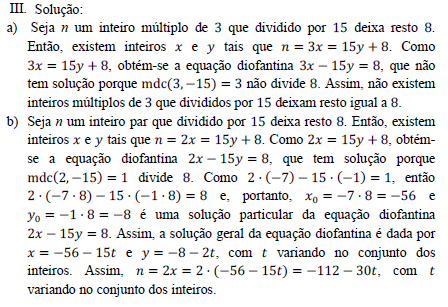 III. Solução:
a) Seja n um inteiro múltiplo de 3 que dividido por 15 deixa resto 8.
Então, existem inteiros x e y tais que n = 3x = 15y + 8. Como
3x = 15y + 8, obtém-se a equação diofantina 3x − 15y = 8, que não
tem solução porque mdc(3, −15) = 3 não divide 8. Assim, não existem
inteiros múltiplos de 3 que divididos por 15 deixam resto igual a 8.
b) Seja n um inteiro par que dividido por 15 deixa resto 8. Então, existem
inteiros x e y tais que n = 2x = 15y + 8. Como 2x = 15y + 8, obtém-
se a equação diofantina 2x − 15y = 8, que tem solução porque
mdc(2, −15) = 1 divide 8. Como 2 · (−7) − 15 · (−1) = 1, então
2 · (−7 · 8) − 15 · (−1 · 8) = 8 e, portanto, x₀ = −7 · 8 = −56 e
y₀ = −1 · 8 = −8 é uma solução particular da equação diofantina
2x − 15y = 8. Assim, a solução geral da equação diofantina é dada por
x = −56 − 15t e y = −8 − 2t, com t variando no conjunto dos
inteiros. Assim, n = 2x = 2 · (−56 − 15t) = −112 − 30t, com t
variando no conjunto dos inteiros.